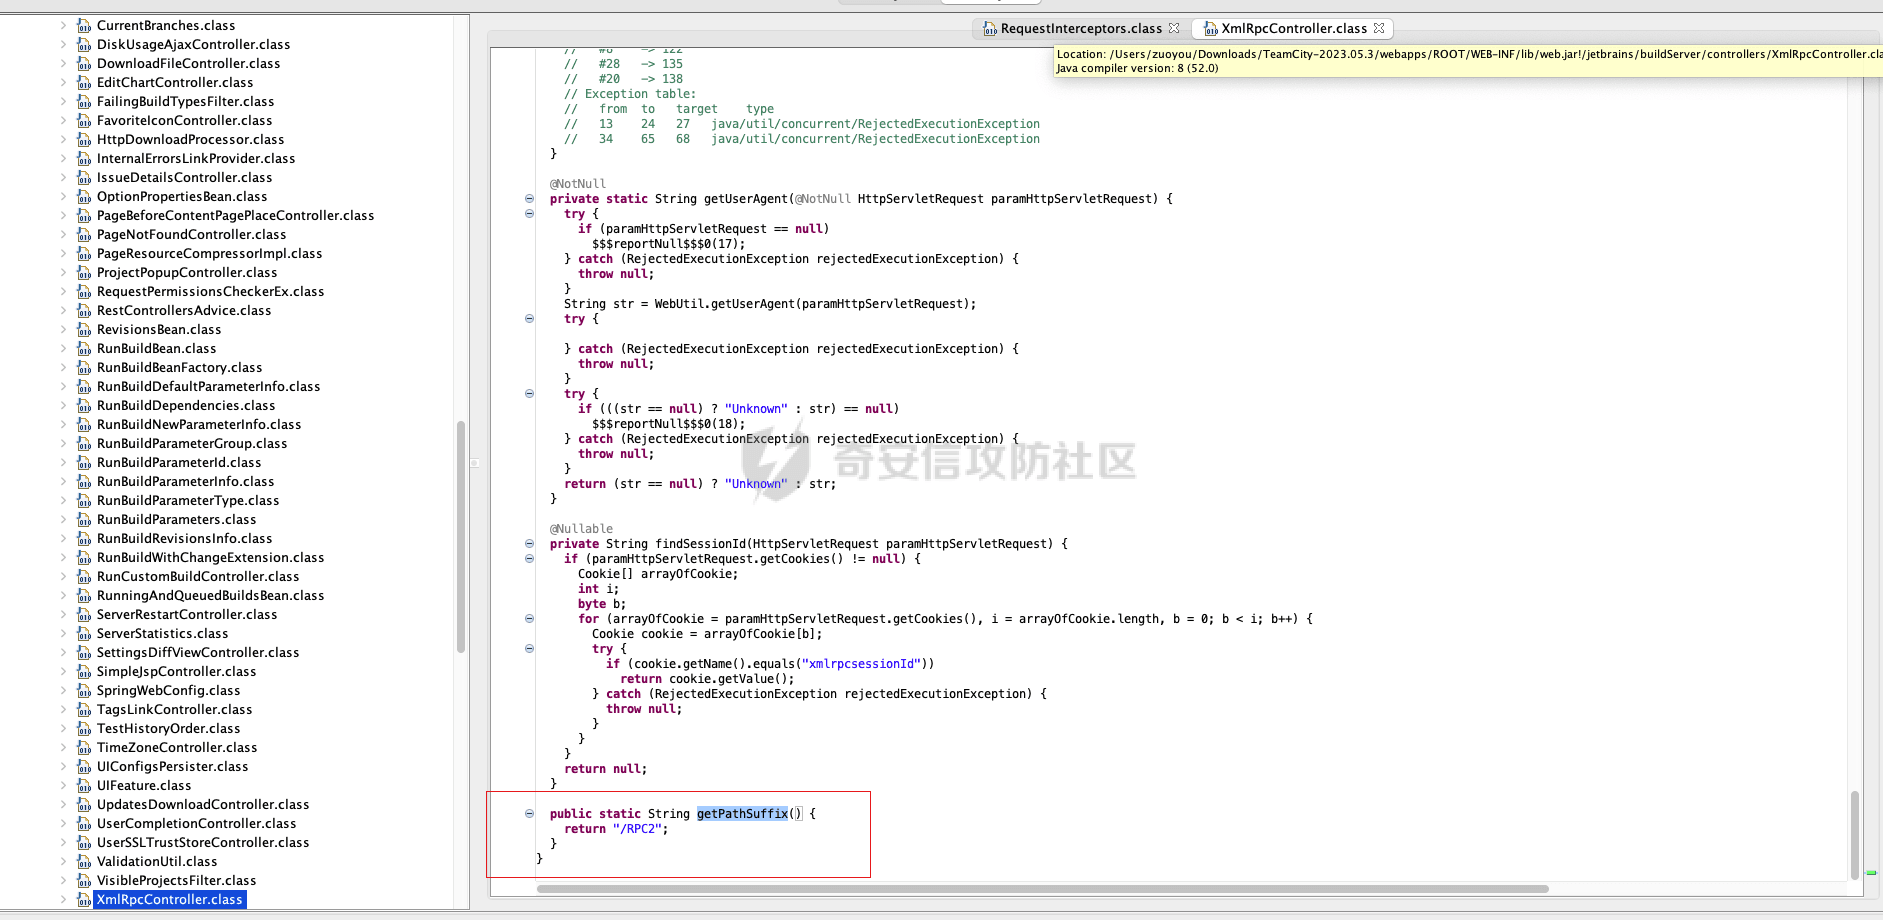 CurrentBranches.class
DiskUsageAjaxController.class
DownloadFileController.class
EditChartController.class
FailingBuildTypesFilter.class
FavoriteIconController.class
HttpDownloadProcessor.class
InternalErrorsLinkProvider.class
IssueDetailsController.class
OptionPropertiesBean.class
PageBeforeContentPagePlaceController.class
PageNotFoundController.class
PageResourceCompressorImpl.class
ProjectPopupController.class
RequestPermissionsCheckerEx.class
RestControllersAdvice.class
RevisionsBean.class
RunBuildBean.class
RunBuildBeanFactory.class
RunBuildDefaultParameterInfo.class
RunBuildDependencies.class
RunBuildNewParameterInfo.class
RunBuildParameterGroup.class
RunBuildParameterId.class
RunBuildParameterInfo.class
RunBuildParameterType.class
RunBuildParameters.class
RunBuildRevisionsInfo.class
RunBuildWithChangeExtension.class
RunCustomBuildController.class
RunningAndQueuedBuildsBean.class
ServerRestartController.class
ServerStatistics.class
SettingsDiffViewController.class
SimpleJspController.class
SpringWebConfig.class
TagsLinkController.class
TestHistoryOrder.class
TimeZoneController.class
UIConfigsPersister.class
UIFeature.class
UpdatesDownloadController.class
UserCompletionController.class
UserSSLTrustStoreController.class
ValidationUtil.class
VisibleProjectsFilter.class
XmlRpcController.class
RequestInterceptors.class
XmlRpcController.class
Location: /Users/zuoyou/Downloads/TeamCity-2023.05.3/webapps/ROOT/WEB-INF/lib/web.jar!/jetbrains/buildServer/controllers/XmlRpcController.cla
Java compiler version: 8 (52.0)
//   #8    -> 122
//   #28   -> 135
//   #20   -> 138
// Exception table:
//   from  to   target    type
//   13    24   27   java/util/concurrent/RejectedExecutionException
//   34    65   68   java/util/concurrent/RejectedExecutionException
}
@NotNull
private static String getUserAgent(@NotNull HttpServletRequest paramHttpServletRequest) {
try {
if (paramHttpServletRequest == null)
$$$reportNull$$$0(17);
} catch (RejectedExecutionException rejectedExecutionException) {
throw null;
}
String str = WebUtil.getUserAgent(paramHttpServletRequest);
try {
} catch (RejectedExecutionException rejectedExecutionException) {
throw null;
}
try {
if (((str == null) ? "Unknown" : str) == null)
$$$reportNull$$$0(18);
} catch (RejectedExecutionException rejectedExecutionException) {
throw null;
}
return (str == null) ? "Unknown" : str;
}
奇安信攻防社区
@Nullable
private String findSessionId(HttpServletRequest paramHttpServletRequest) {
if (paramHttpServletRequest.getCookies() != null) {
Cookie[] arrayOfCookie;
int i;
byte b;
for (arrayOfCookie = paramHttpServletRequest.getCookies(), i = arrayOfCookie.length, b = 0; b < i; b++) {
Cookie cookie = arrayOfCookie[b];
try {
if (cookie.getName().equals("xmlrpcsessionId"))
return cookie.getValue();
} catch (RejectedExecutionException rejectedExecutionException) {
throw null;
}
}
}
return null;
}
public static String getPathSuffix() {
return "/RPC2";
}
}